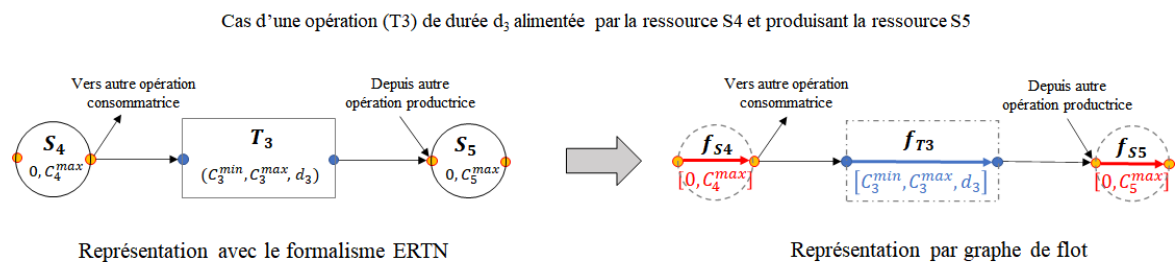 Cas d'une opération (T3) de durée d₃ alimentée par la ressource S4 et produisant la ressource S5
Vers autre opération
consommatrice
Depuis autre
opération productrice
S₄
0, C₄ᵐᵃˣ
T₃
(C₃ᵐⁱⁿ, C₃ᵐᵃˣ, d₃)
S₅
0, C₅ᵐᵃˣ
Représentation avec le formalisme ERTN
Vers autre opération
consommatrice
Depuis autre
opération productrice
f_S4
[0, C₄ᵐᵃˣ]
f_T3
[C₃ᵐⁱⁿ, C₃ᵐᵃˣ, d₃]
f_S5
[0, C₅ᵐᵃˣ]
Représentation par graphe de flot